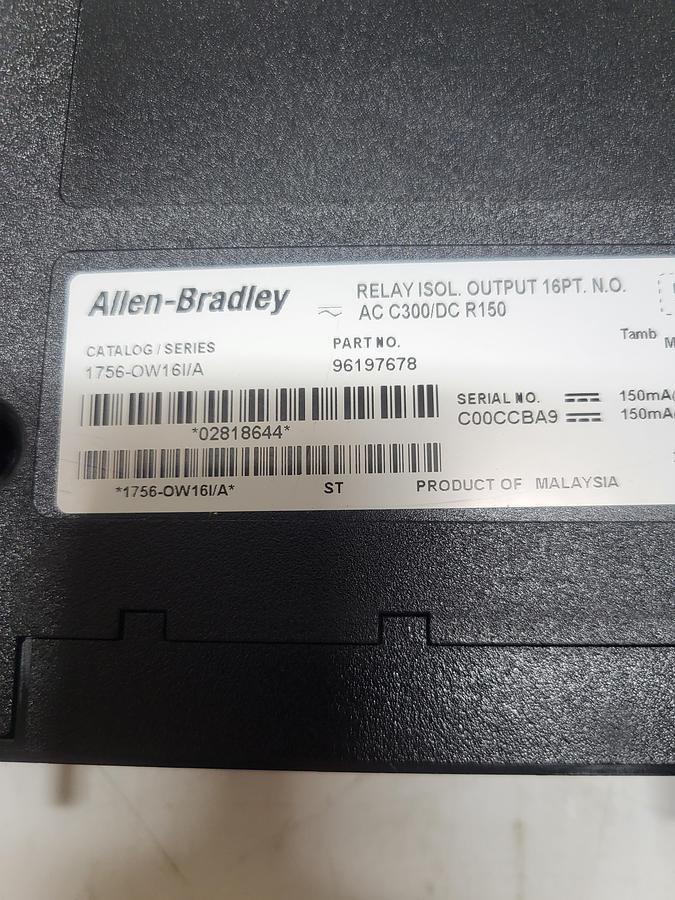 Allen-Bradley
RELAY ISOL. OUTPUT 16PT. N.O.
AC C300/DC R150
CATALOG / SERIES
1756-OW16I/A
PART NO.
96197678
Tamb
*02818644*
SERIAL NO.
C00CCBA9
150mA
150mA
*1756-OW16I/A*
ST
PRODUCT OF MALAYSIA